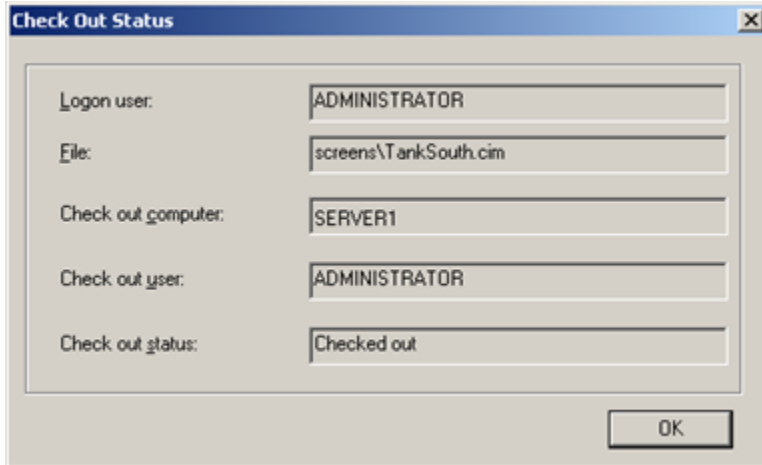 Check Out Status
Logon user: ADMINISTRATOR
File: screens\TankSouth.cim
Check out computer: SERVER1
Check out user: ADMINISTRATOR
Check out status: Checked out
OK